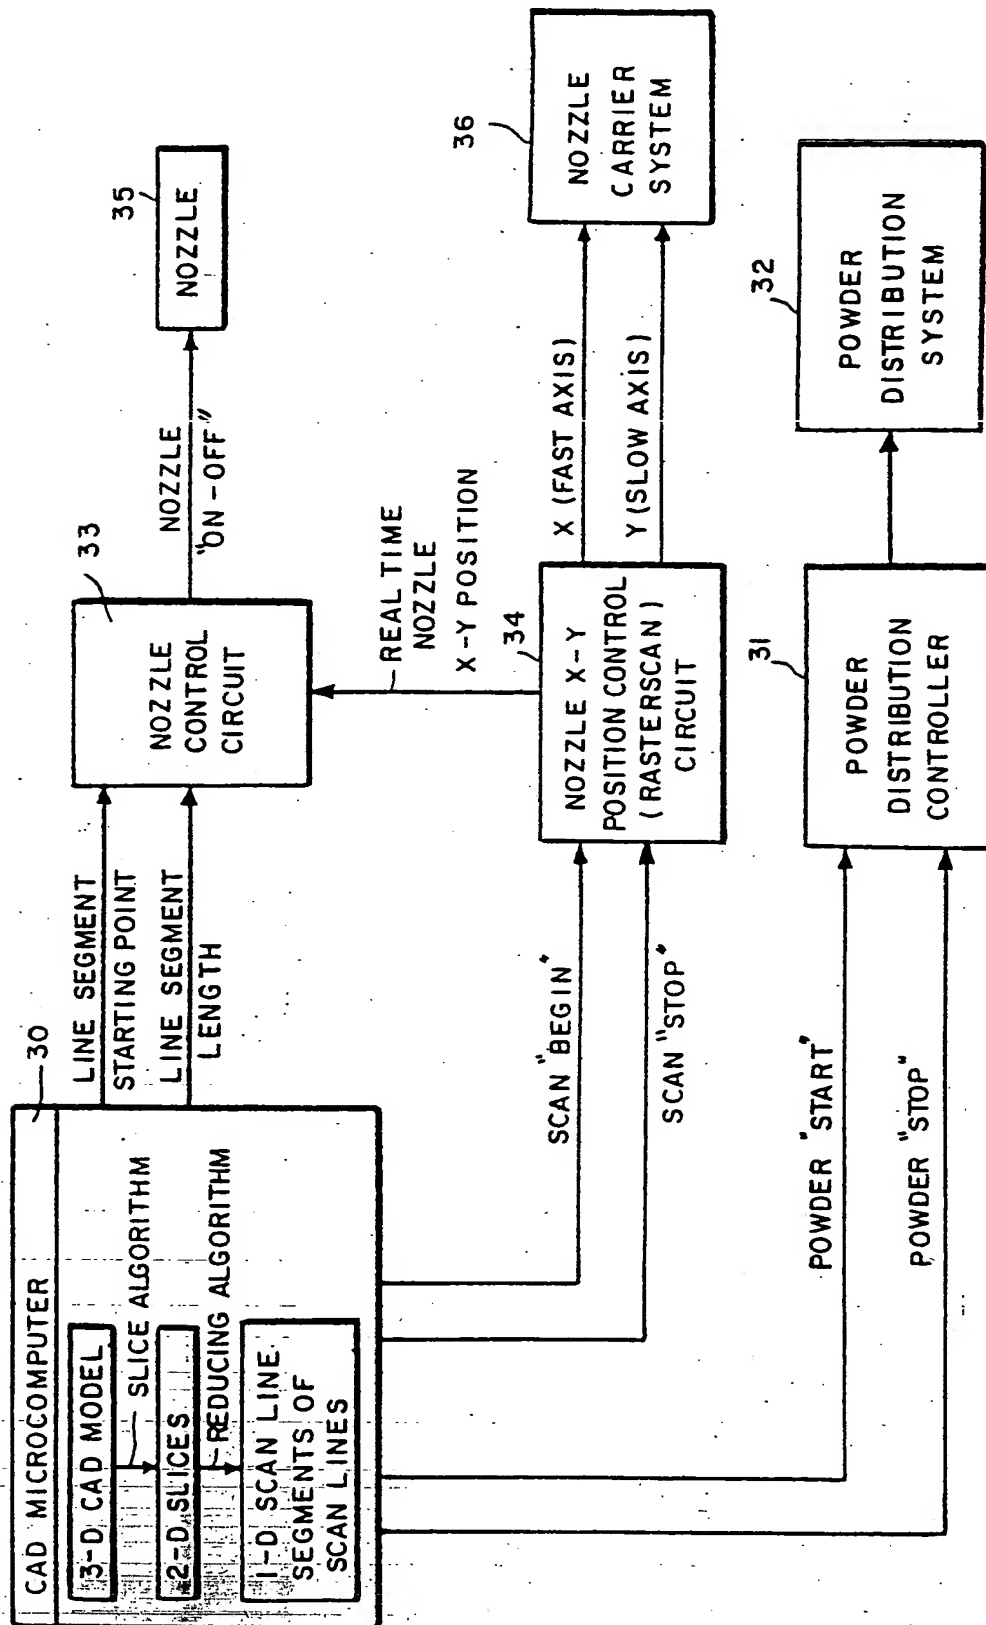 CAD MICROCOMPUTER
30
3-D CAD MODEL
SLICE ALGORITHM
2-D SLICES
REDUCING ALGORITHM
1-D SCAN LINE
SEGMENTS OF
SCAN LINES
LINE SEGMENT
STARTING POINT
LINE SEGMENT
LENGTH
33
NOZZLE
CONTROL
CIRCUIT
NOZZLE
"ON-OFF"
35
NOZZLE
REAL TIME
NOZZLE
X-Y POSITION
SCAN "BEGIN"
SCAN "STOP"
34
NOZZLE X-Y
POSITION CONTROL
(RASTERSCAN)
CIRCUIT
X (FAST AXIS)
Y (SLOW AXIS)
36
NOZZLE
CARRIER
SYSTEM
POWDER "START"
POWDER "STOP"
31
POWDER
DISTRIBUTION
CONTROLLER
32
POWDER
DISTRIBUTION
SYSTEM